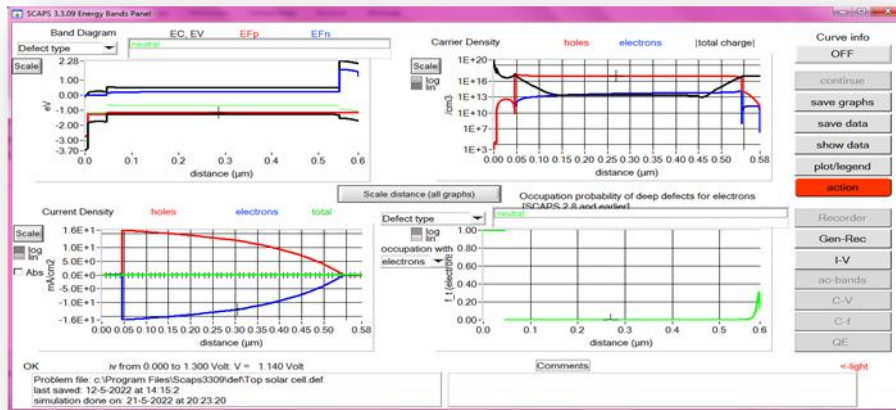 SCAPS 3.3.09 Energy Bands Panel
Band Diagram EC, EV EFp EFn
Defect type neutral
Scale
2.28
1.00
0.00
-1.00
-2.00
-3.00
-3.70
eV
0.0 0.1 0.2 0.3 0.4 0.5 0.6
distance (µm)
Carrier Density holes electrons |total charge|
Scale
log
lin
1E+20
1E+16
1E+13
1E+10
1E+7
1E+3
/cm3
0.00 0.05 0.10 0.15 0.20 0.25 0.30 0.35 0.40 0.45 0.50 0.58
distance (µm)
Scale distance (all graphs)
Current Density holes electrons total
Scale
log
lin
Abs
1.6E+1
1.0E+1
5.0E+0
0.0E+0
-5.0E+0
-1.0E+1
-1.6E+1
mA/cm2
0.00 0.05 0.10 0.15 0.20 0.25 0.30 0.35 0.40 0.45 0.50 0.58
distance (µm)
Occupation probability of deep defects for electrons
[SCAPS 2.8 and earlier]
Defect type neutral
log
lin
occupation with
electrons
1.00
0.80
0.60
0.40
0.20
0.00
f_t (electrons
0.0 0.1 0.2 0.3 0.4 0.5 0.6
distance (µm)
Curve info
OFF
continue
save graphs
save data
show data
plot/legend
action
Recorder
Gen-Rec
I-V
ac-bands
C-V
C-f
QE
<-light
OK iv from 0.000 to 1.300 Volt: V = 1.140 Volt
Comments
Problem file: c:\Program Files\Scaps3309\def\Top solar cell.def
last saved: 12-5-2022 at 14:15:2
simulation done on: 21-5-2022 at 20:23:20